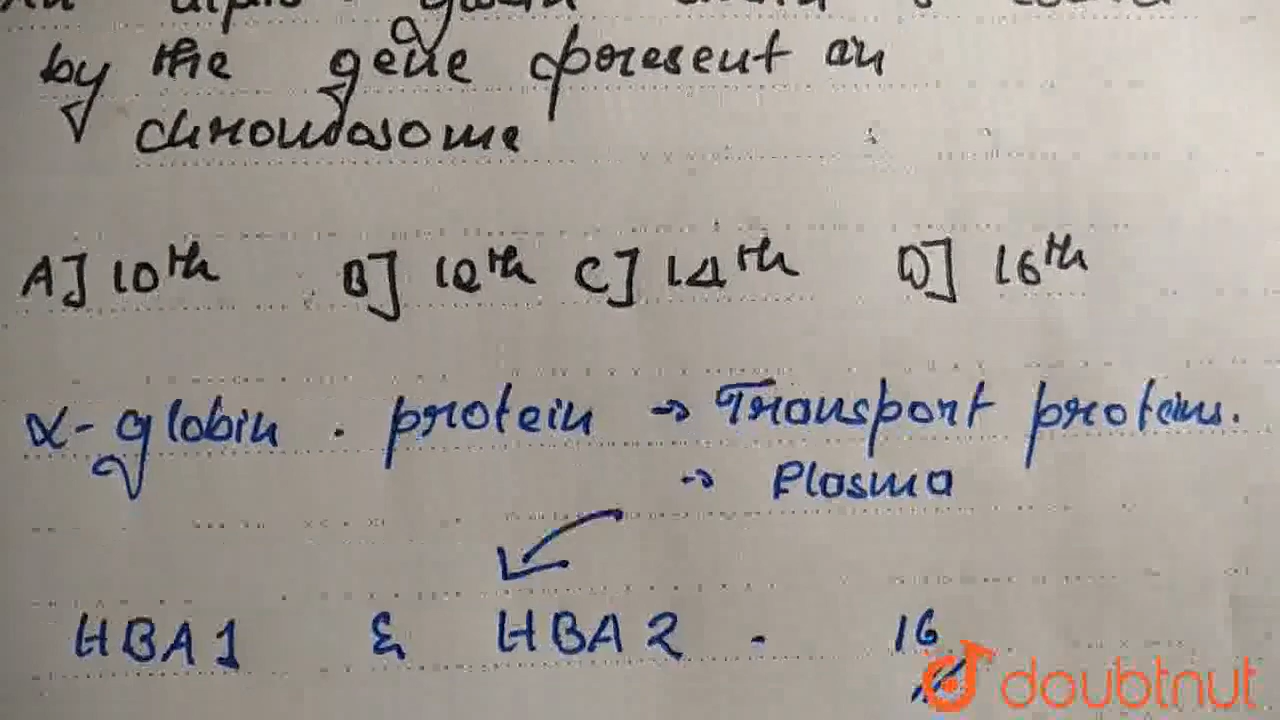 by the gene present on
chromosome
A] 10th B] 12th C] 14th D] 16th
α-globin . protein → Transport proteins.
→ Plasma
HBA1 & HBA2 - 16
doubtnut